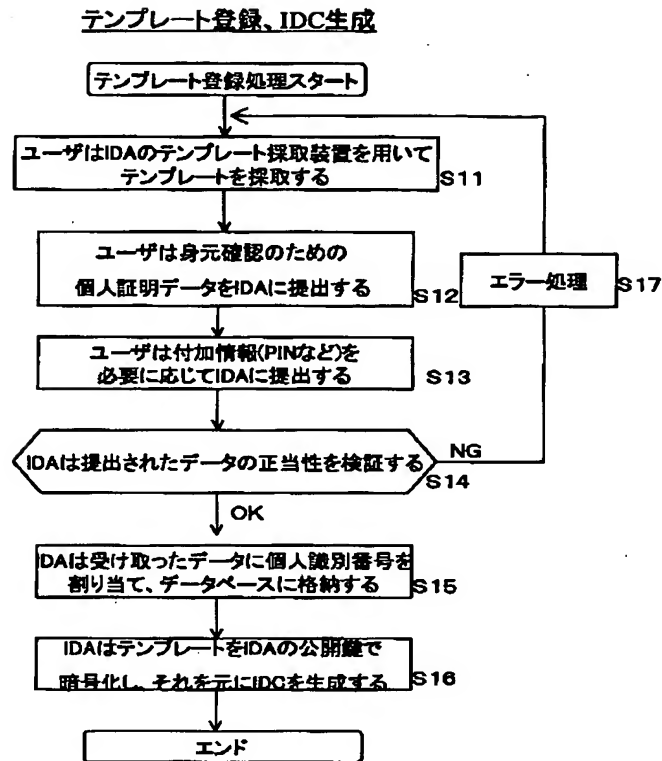 テンプレート登録、IDC生成
テンプレート登録処理スタート
ユーザはIDAのテンプレート採取装置を用いて
テンプレートを採取する
S11
ユーザは身元確認のための
個人証明データをIDAに提出する
S12
エラー処理
S17
ユーザは付加情報(PINなど)を
必要に応じてIDAに提出する
S13
IDAは提出されたデータの正当性を検証する
NG
S14
OK
IDAは受け取ったデータに個人識別番号を
割り当て、データベースに格納する
S15
IDAはテンプレートをIDAの公開鍵で
暗号化し、それを元にIDCを生成する
S16
エンド